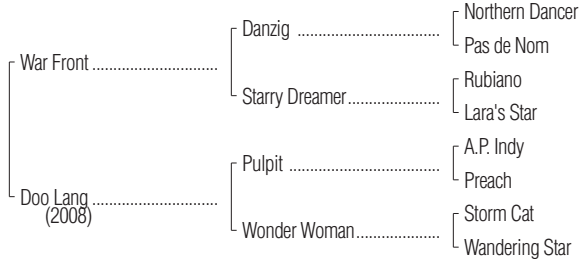 Northern Dancer
Danzig ..............................
Pas de Nom
War Front ...........................
Rubiano
Starry Dreamer....................
Lara's Star
A.P. Indy
Pulpit ................................
Preach
Doo Lang ...........................
(2008)
Storm Cat
Wonder Woman..................
Wandering Star